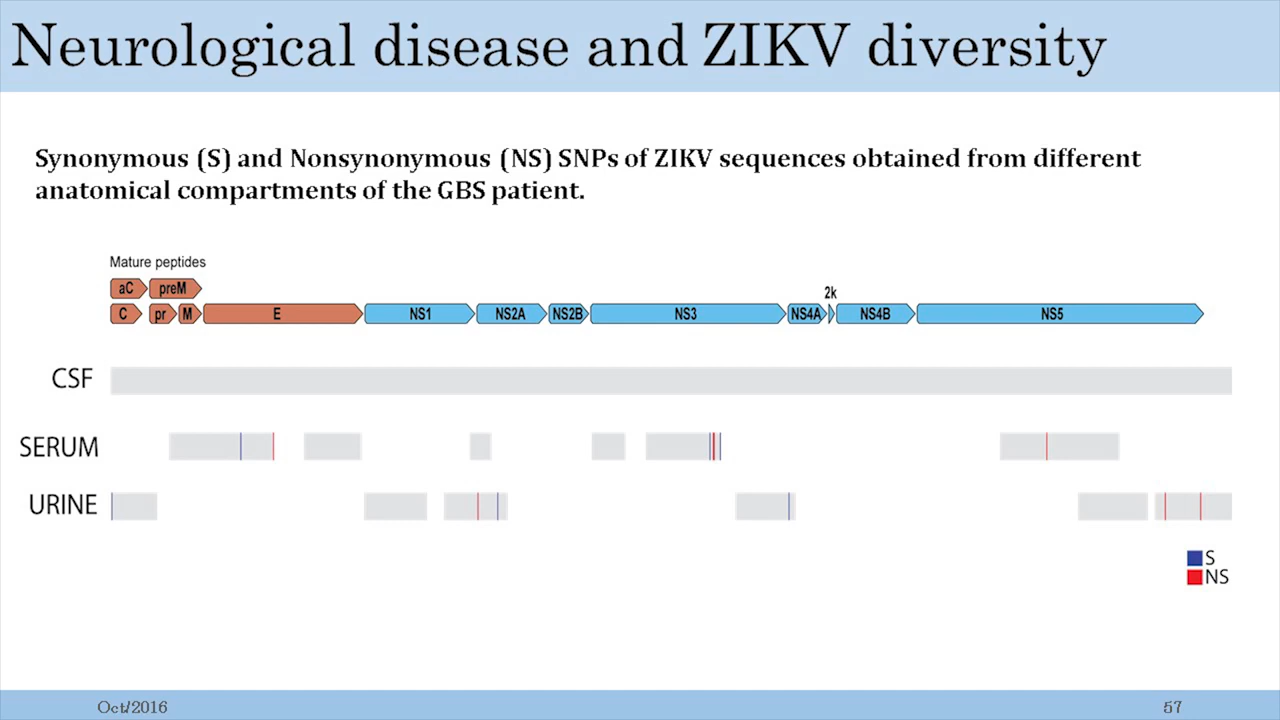 Neurological disease and ZIKV diversity
Synonymous (S) and Nonsynonymous (NS) SNPs of ZIKV sequences obtained from different
anatomical compartments of the GBS patient.
Mature peptides
aC preM
2k
C pr M E NS1 NS2A NS2B NS3 NS4A NS4B NS5
CSF
SERUM
URINE
S
NS
Oct/2016 57